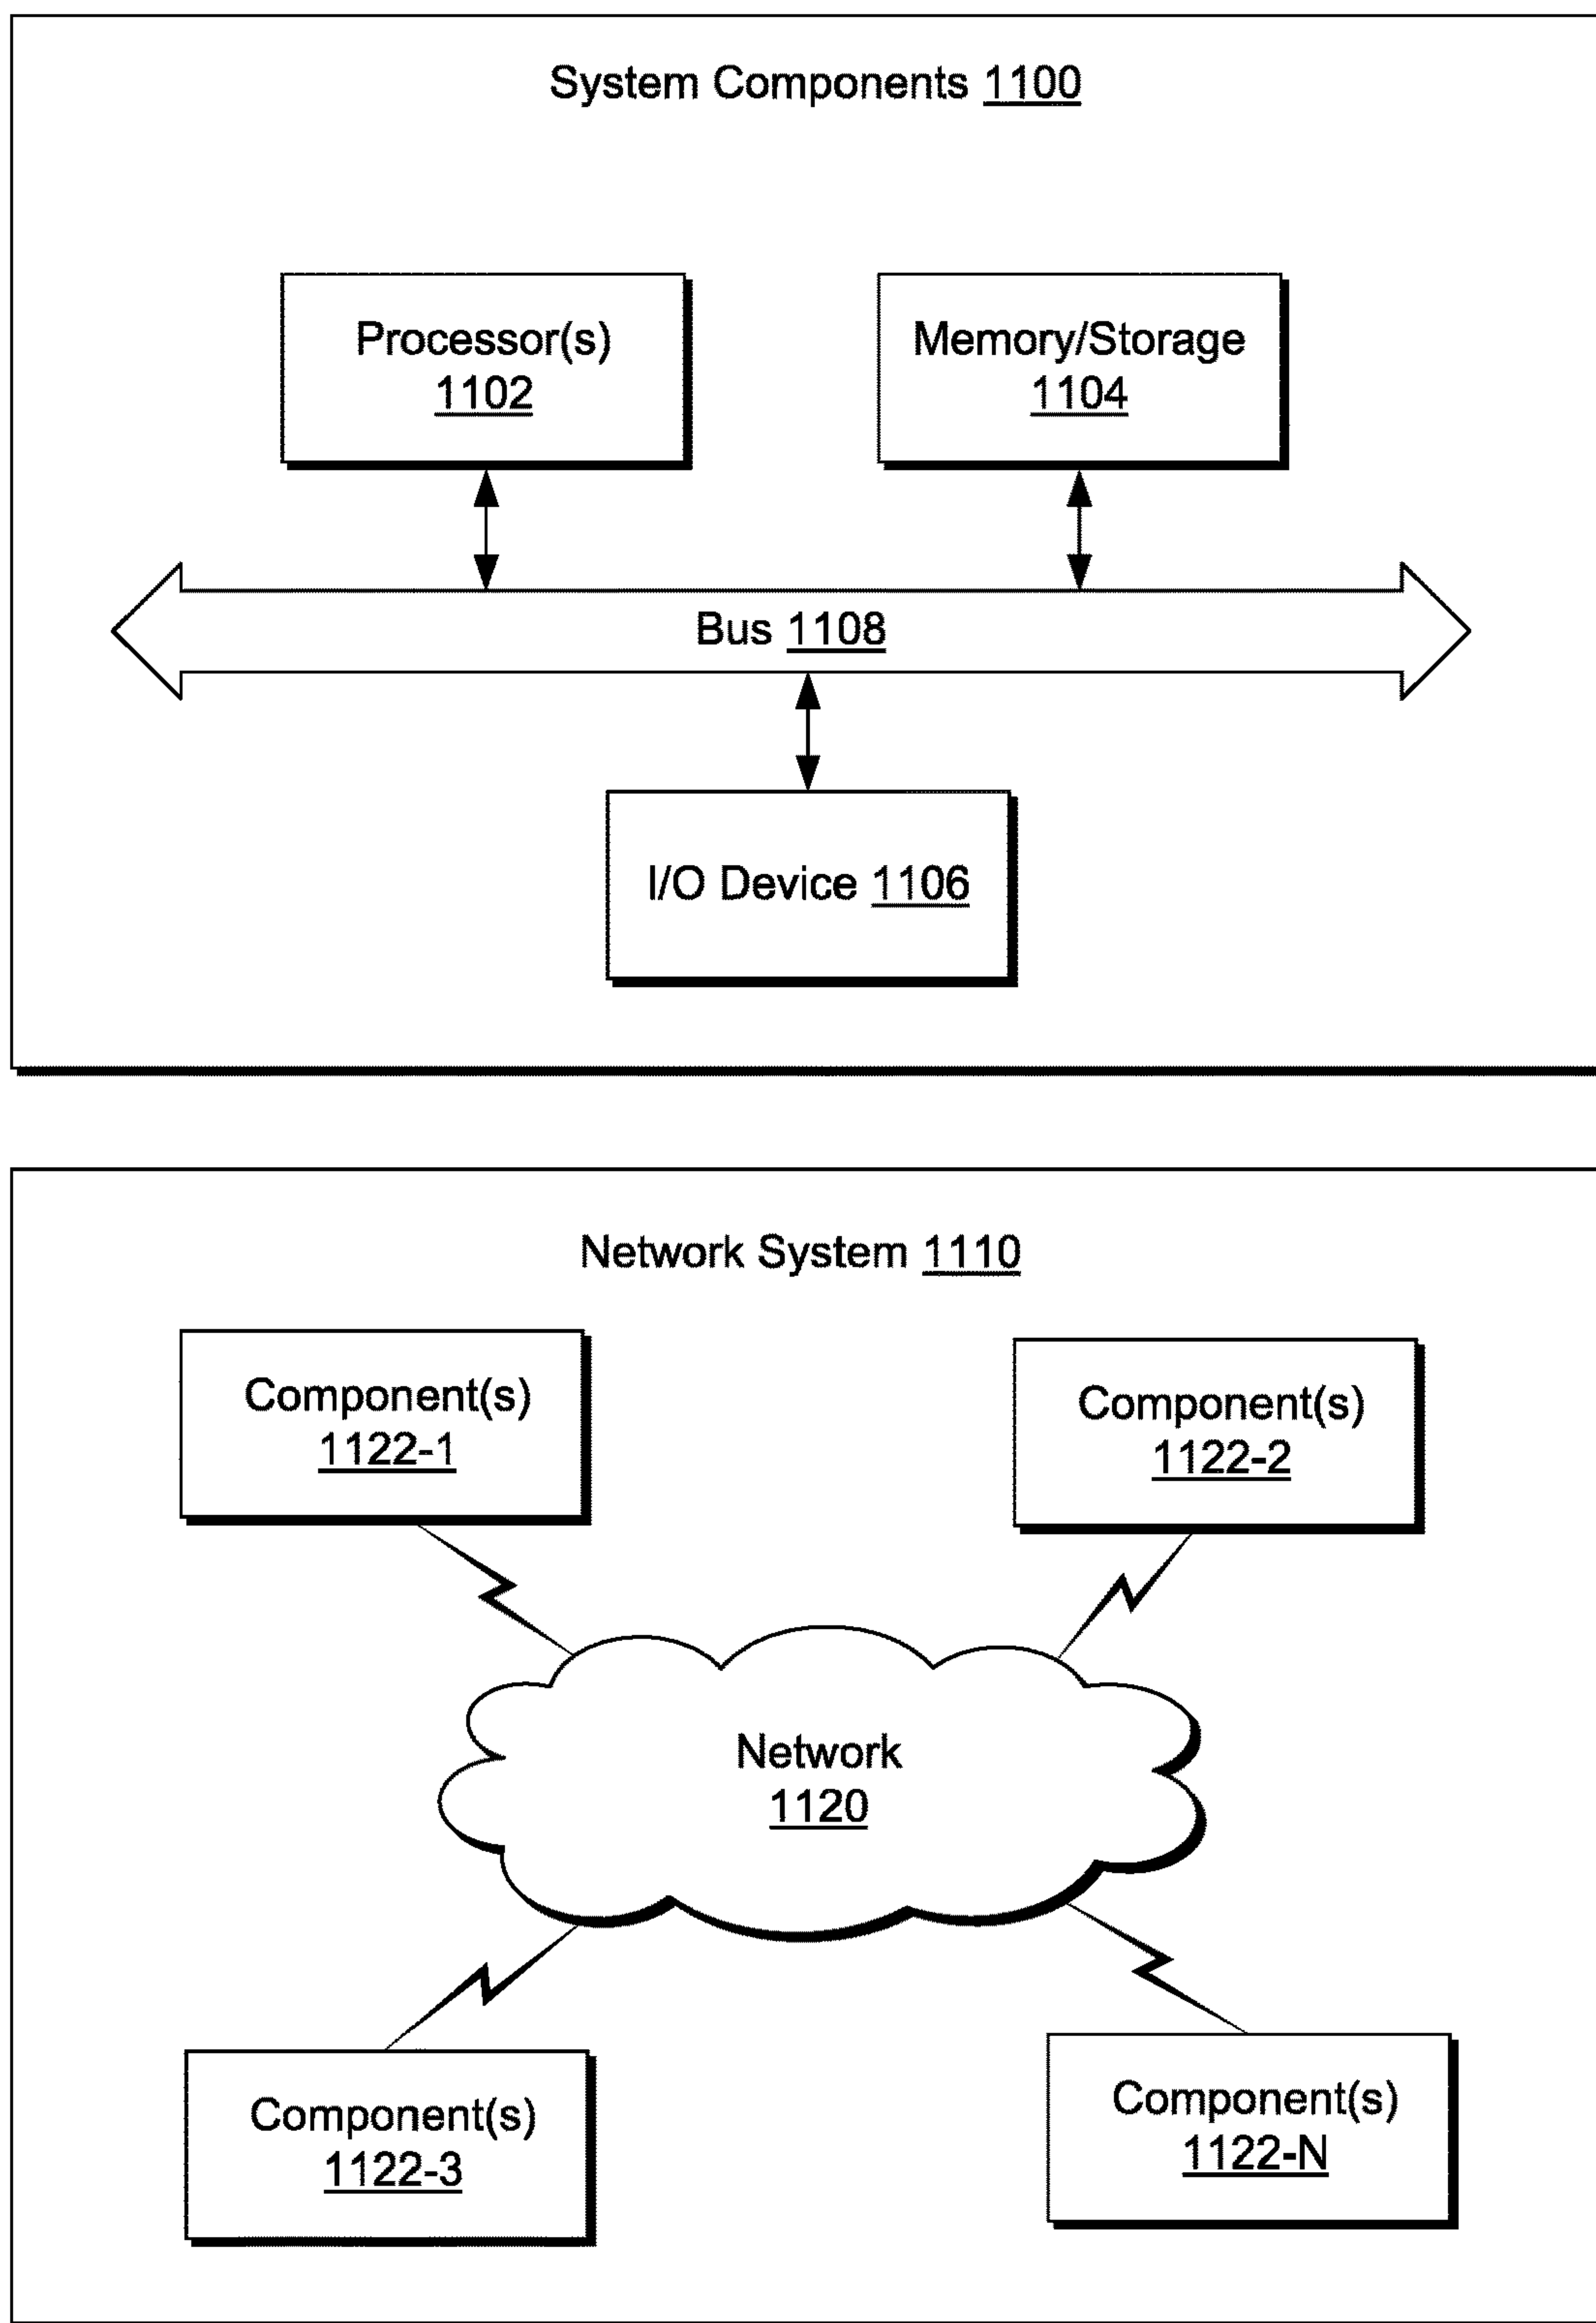 System Components 1100
Processor(s)
1102
Memory/Storage
1104
Bus 1108
I/O Device 1106
Network System 1110
Component(s)
1122-1
Component(s)
1122-2
Network
1120
Component(s)
1122-3
Component(s)
1122-N